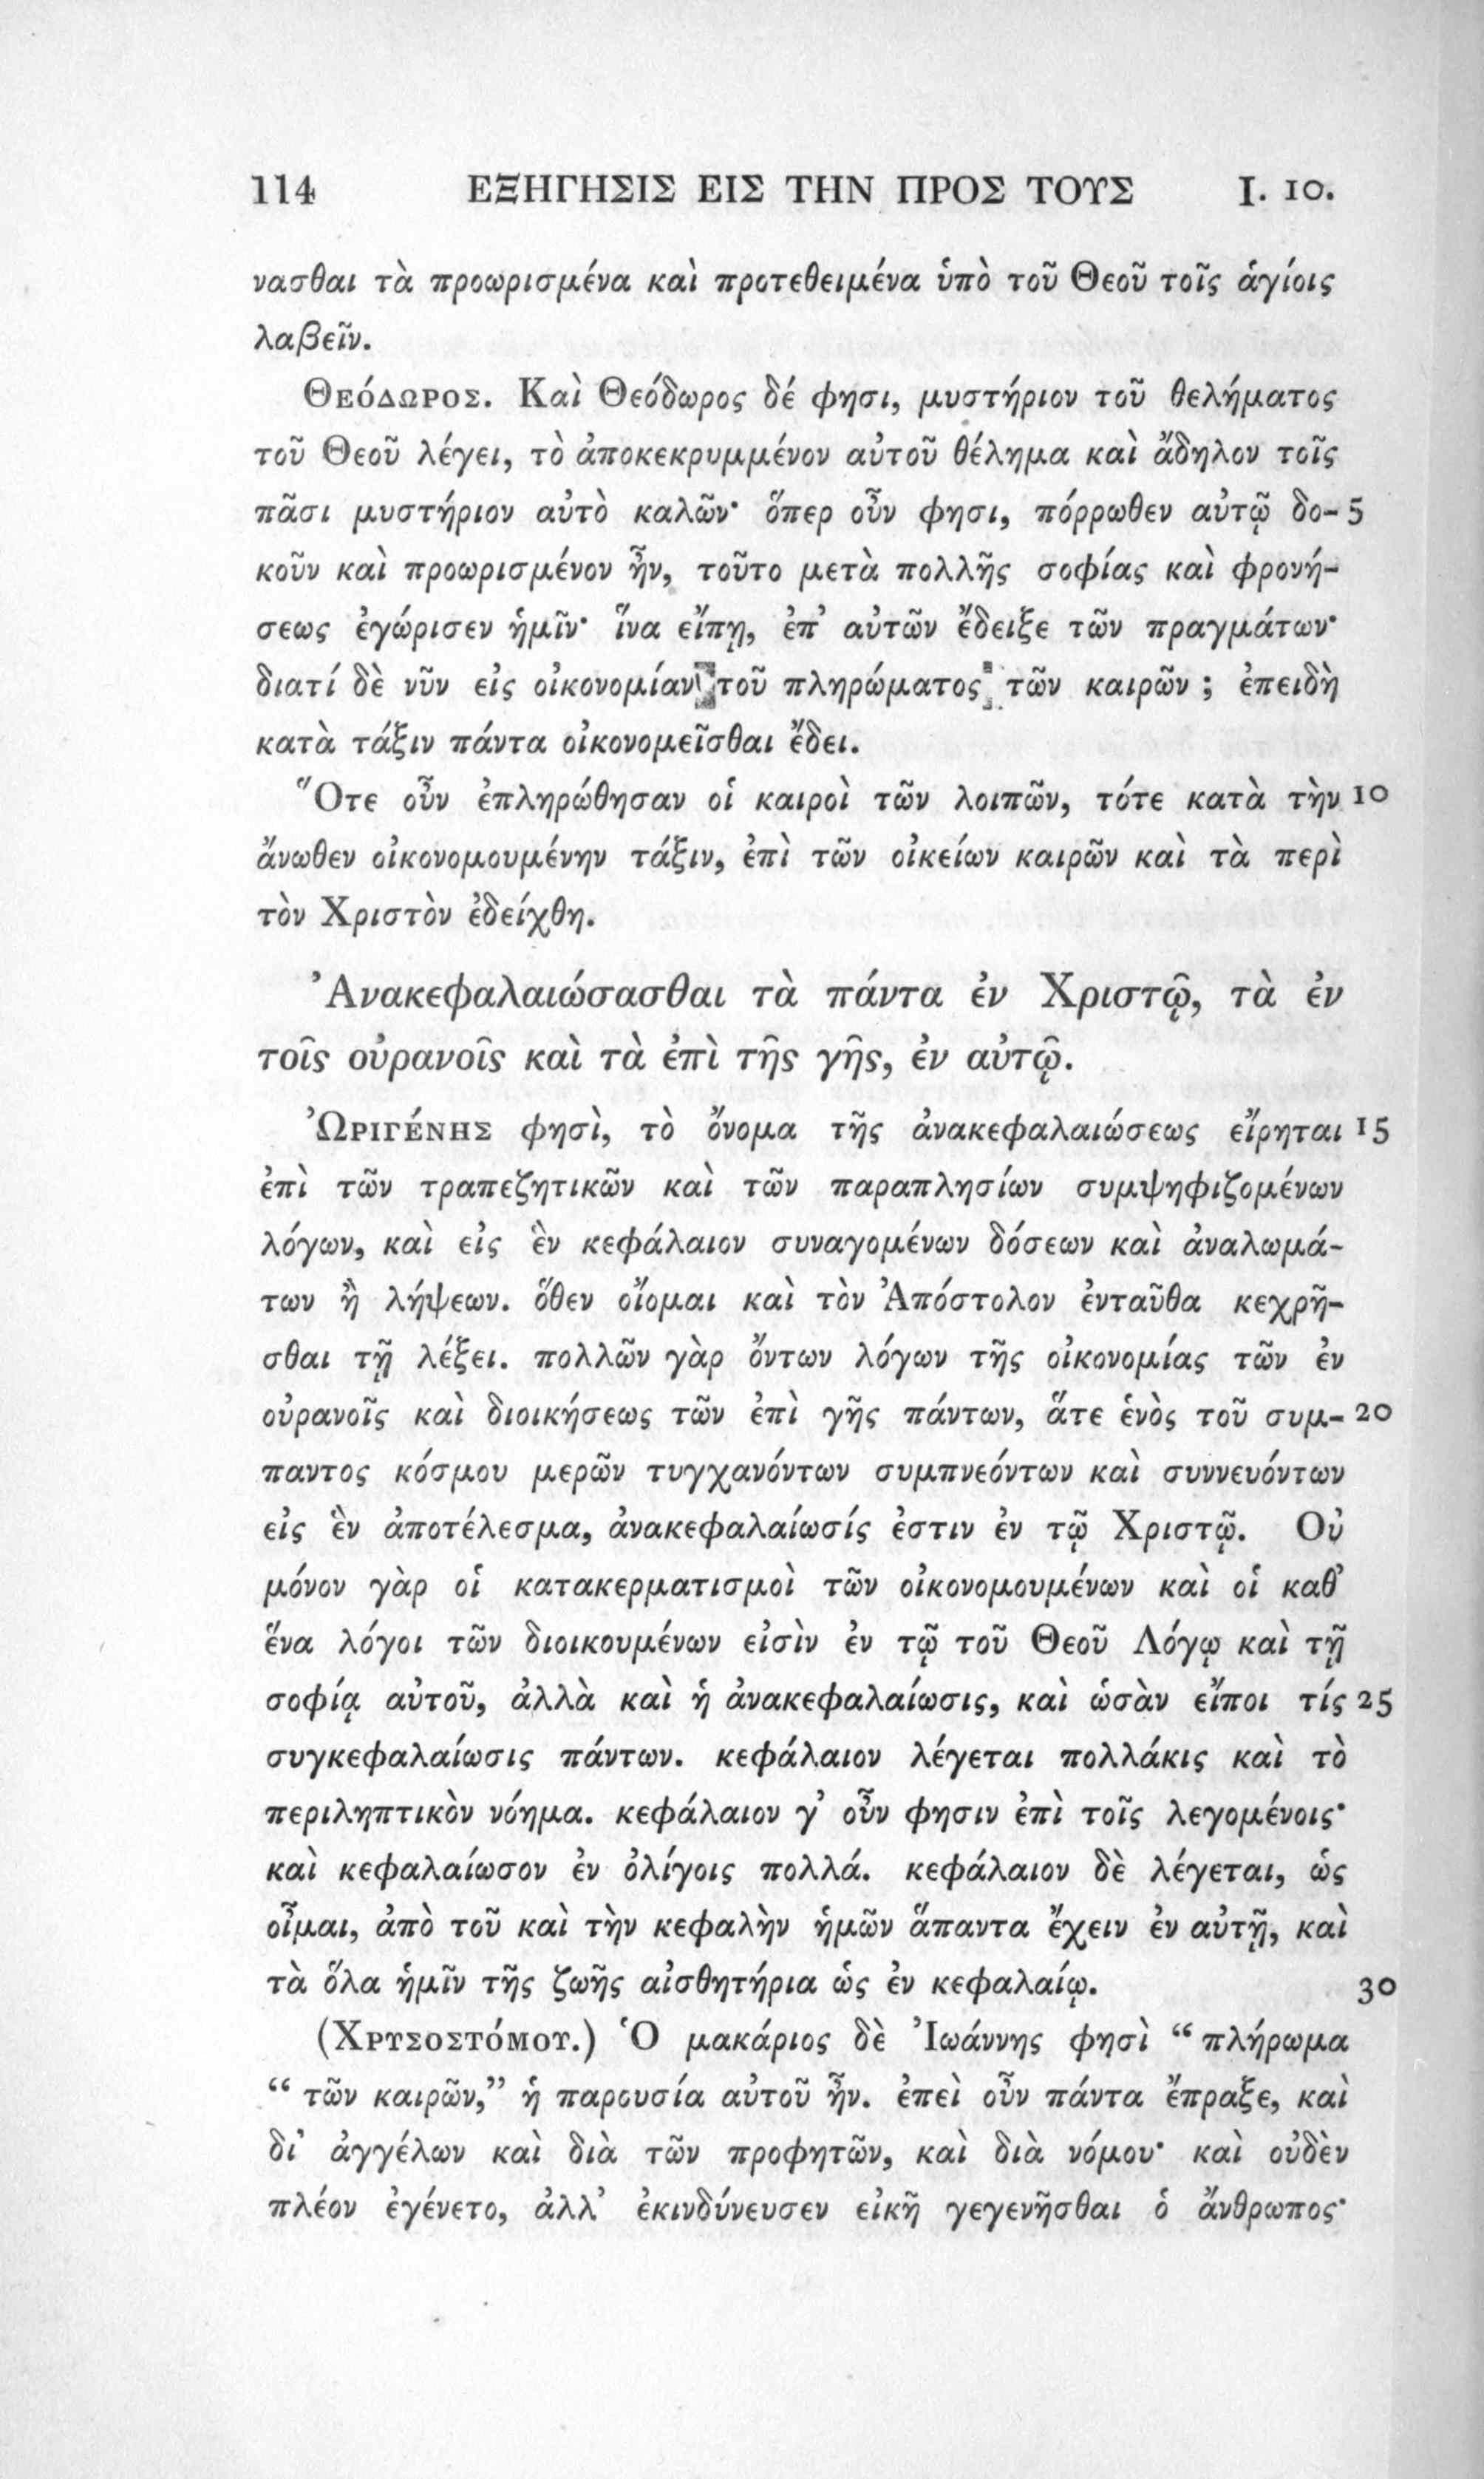 114 ΕΞΗΓΗΣΙΣ ΕΙΣ ΤΗΝ ΠΡΟΣ ΤΟΥΣ I. 10.
νασθαι τὰ προωρισμένα καὶ προτεθειμένα ὑπὸ τοῦ Θεοῦ τοῖς ἁγίοις
λαβεῖν.
ΘΕΌΔΩΡΟΣ. Καὶ Θεόδωρος δέ φησι, μυστήριον τοῦ θελήματος
τοῦ Θεοῦ λέγει, τὸ ἀποκεκρυμμένον αὐτοῦ θέλημα καὶ ἄδηλον τοῖς
πᾶσι μυστήριον αὐτὸ καλῶν· ὅπερ οὖν φησι, πόρρωθεν αὐτῷ δο- 5
κοῦν καὶ προωρισμένον ἦν, τοῦτο μετὰ πολλῆς σοφίας καὶ φρονή-
σεως ἐγώρισεν ἡμῖν· ἵνα εἴπῃ, ἐπ' αὐτῶν ἔδειξε τῶν πραγμάτων·
διατί δὲ νῦν εἰς οἰκονομίαν τοῦ πληρώματος τῶν καιρῶν ; ἐπειδὴ
κατὰ τάξιν πάντα οἰκονομεῖσθαι ἔδει.
Ὅτε οὖν ἐπληρώθησαν οἱ καιροὶ τῶν λοιπῶν, τότε κατὰ τὴν 10
ἄνωθεν οἰκονομουμένην τάξιν, ἐπὶ τῶν οἰκείων καιρῶν καὶ τὰ περὶ
τὸν Χριστὸν ἐδείχθη.
Ἀνακεφαλαιώσασθαι τὰ πάντα ἐν Χριστῷ, τὰ ἐν
τοῖς οὐρανοῖς καὶ τὰ ἐπὶ τῆς γῆς, ἐν αὐτῷ.
ὨΡΙΓΈΝΗΣ φησὶ, τὸ ὄνομα τῆς ἀνακεφαλαιώσεως εἴρηται 15
ἐπὶ τῶν τραπεζητικῶν καὶ τῶν παραπλησίων συμψηφιζομένων
λόγων, καὶ εἰς ἓν κεφάλαιον συναγομένων δόσεων καὶ ἀναλωμά-
των ἢ λήψεων. ὅθεν οἴομαι καὶ τὸν Ἀπόστολον ἐνταῦθα κεχρῆ-
σθαι τῇ λέξει. πολλῶν γὰρ ὄντων λόγων τῆς οἰκονομίας τῶν ἐν
οὐρανοῖς καὶ διοικήσεως τῶν ἐπὶ γῆς πάντων, ἅτε ἑνὸς τοῦ συμ- 20
παντος κόσμου μερῶν τυγχανόντων συμπνεόντων καὶ συννευόντων
εἰς ἓν ἀποτέλεσμα, ἀνακεφαλαίωσίς ἐστιν ἐν τῷ Χριστῷ. Οὐ
μόνον γὰρ οἱ κατακερματισμοὶ τῶν οἰκονομουμένων καὶ οἱ καθ'
ἕνα λόγοι τῶν διοικουμένων εἰσὶν ἐν τῷ τοῦ Θεοῦ Λόγῳ καὶ τῇ
σοφίᾳ αὐτοῦ, ἀλλὰ καὶ ἡ ἀνακεφαλαίωσις, καὶ ὡσὰν εἴποι τίς 25
συγκεφαλαίωσις πάντων. κεφάλαιον λέγεται πολλάκις καὶ τὸ
περιληπτικὸν νόημα. κεφάλαιον γ' οὖν φησιν ἐπὶ τοῖς λεγομένοις·
καὶ κεφαλαίωσον ἐν ὀλίγοις πολλά. κεφάλαιον δὲ λέγεται, ὡς
οἶμαι, ἀπὸ τοῦ καὶ τὴν κεφαλὴν ἡμῶν ἅπαντα ἔχειν ἐν αὐτῇ, καὶ
τὰ ὅλα ἡμῖν τῆς ζωῆς αἰσθητήρια ὡς ἐν κεφαλαίῳ. 30
(ΧΡΥΣΟΣΤΌΜΟΥ.) Ὁ μακάριος δὲ Ἰωάννης φησὶ “ πλήρωμα
“ τῶν καιρῶν,” ἡ παρουσία αὐτοῦ ἦν. ἐπεὶ οὖν πάντα ἔπραξε, καὶ
δι' ἀγγέλων καὶ διὰ τῶν προφητῶν, καὶ διὰ νόμου· καὶ οὐδὲν
πλέον ἐγένετο, ἀλλ' ἐκινδύνευσεν εἰκῆ γεγενῆσθαι ὁ ἄνθρωπος·